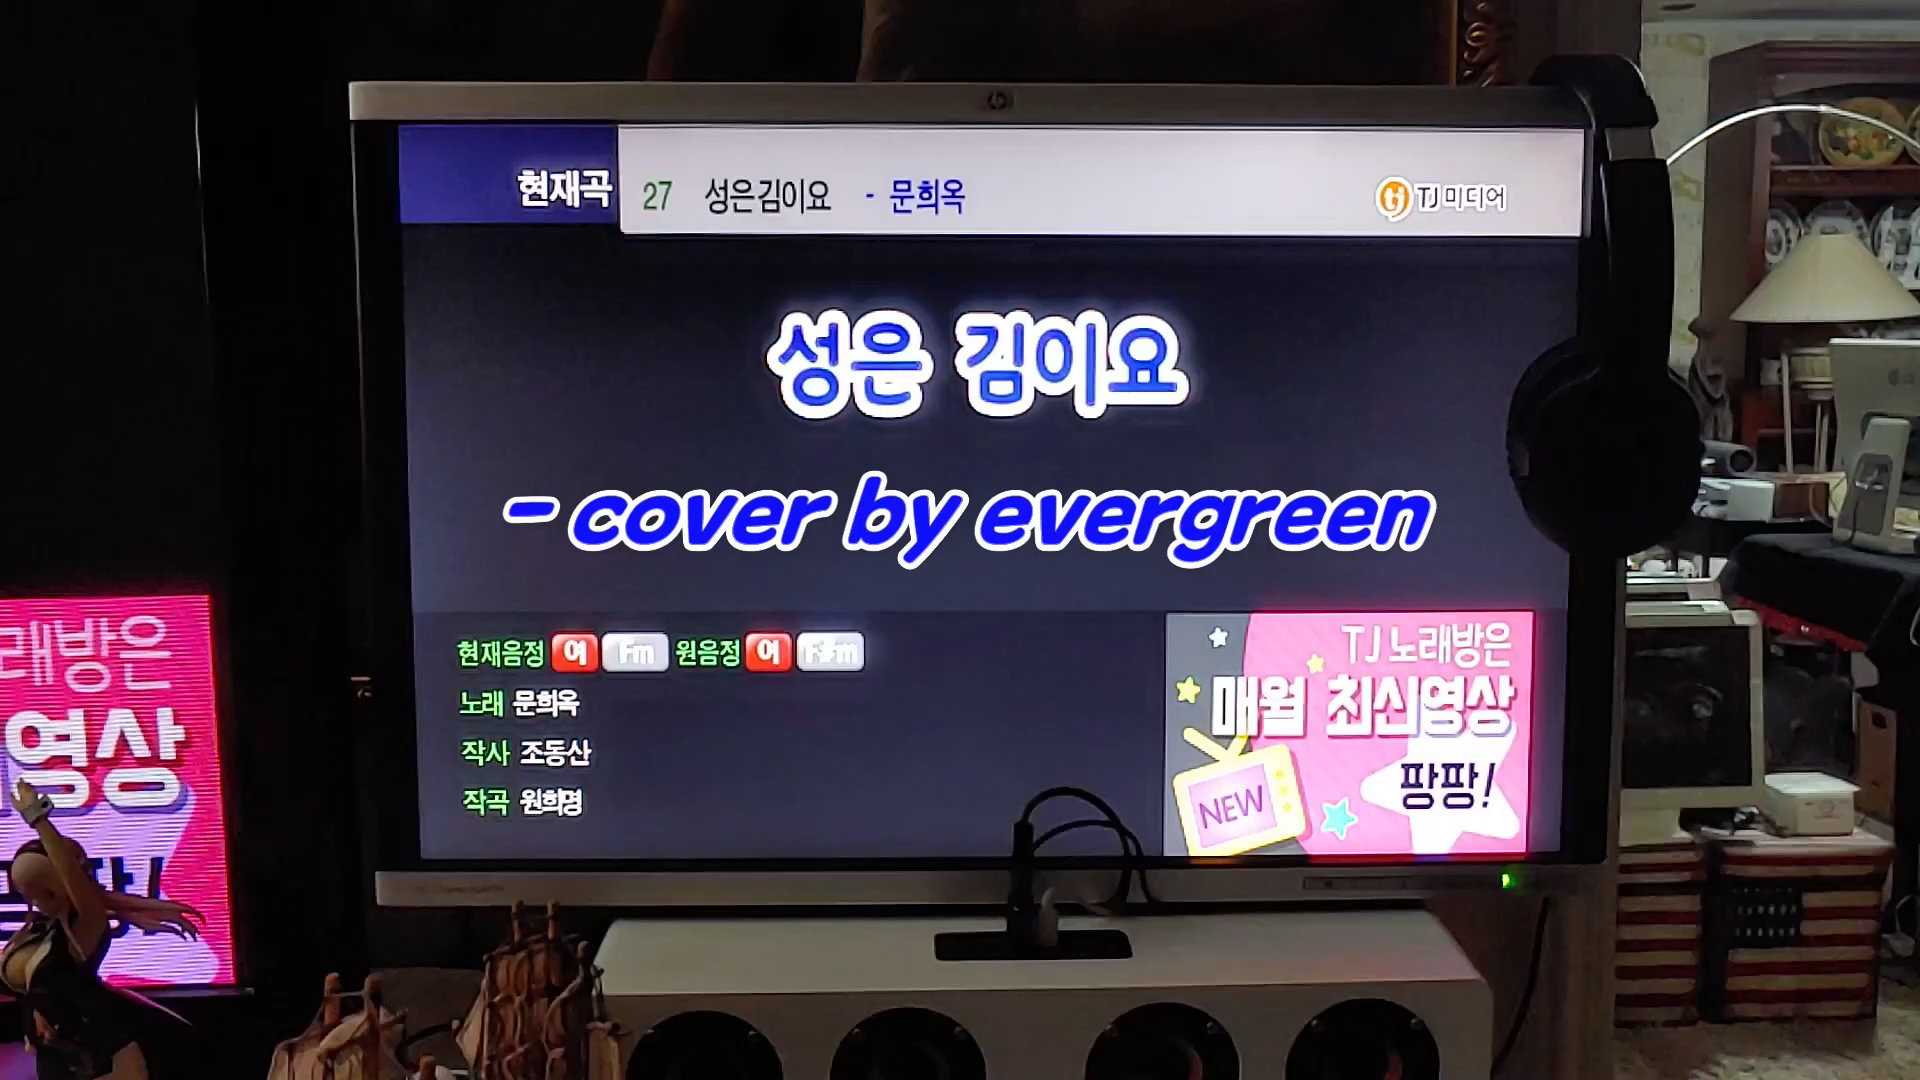 현재곡 27 성은김이요 - 문희옥 TJ미디어
성은 김이요
- cover by evergreen
현재음정 여 Fm 원음정 여 F#m
노래 문희옥
작사 조동산
작곡 원희명
TJ 노래방은
매월 최신영상
팡팡!
NEW
래방은
영상
hp